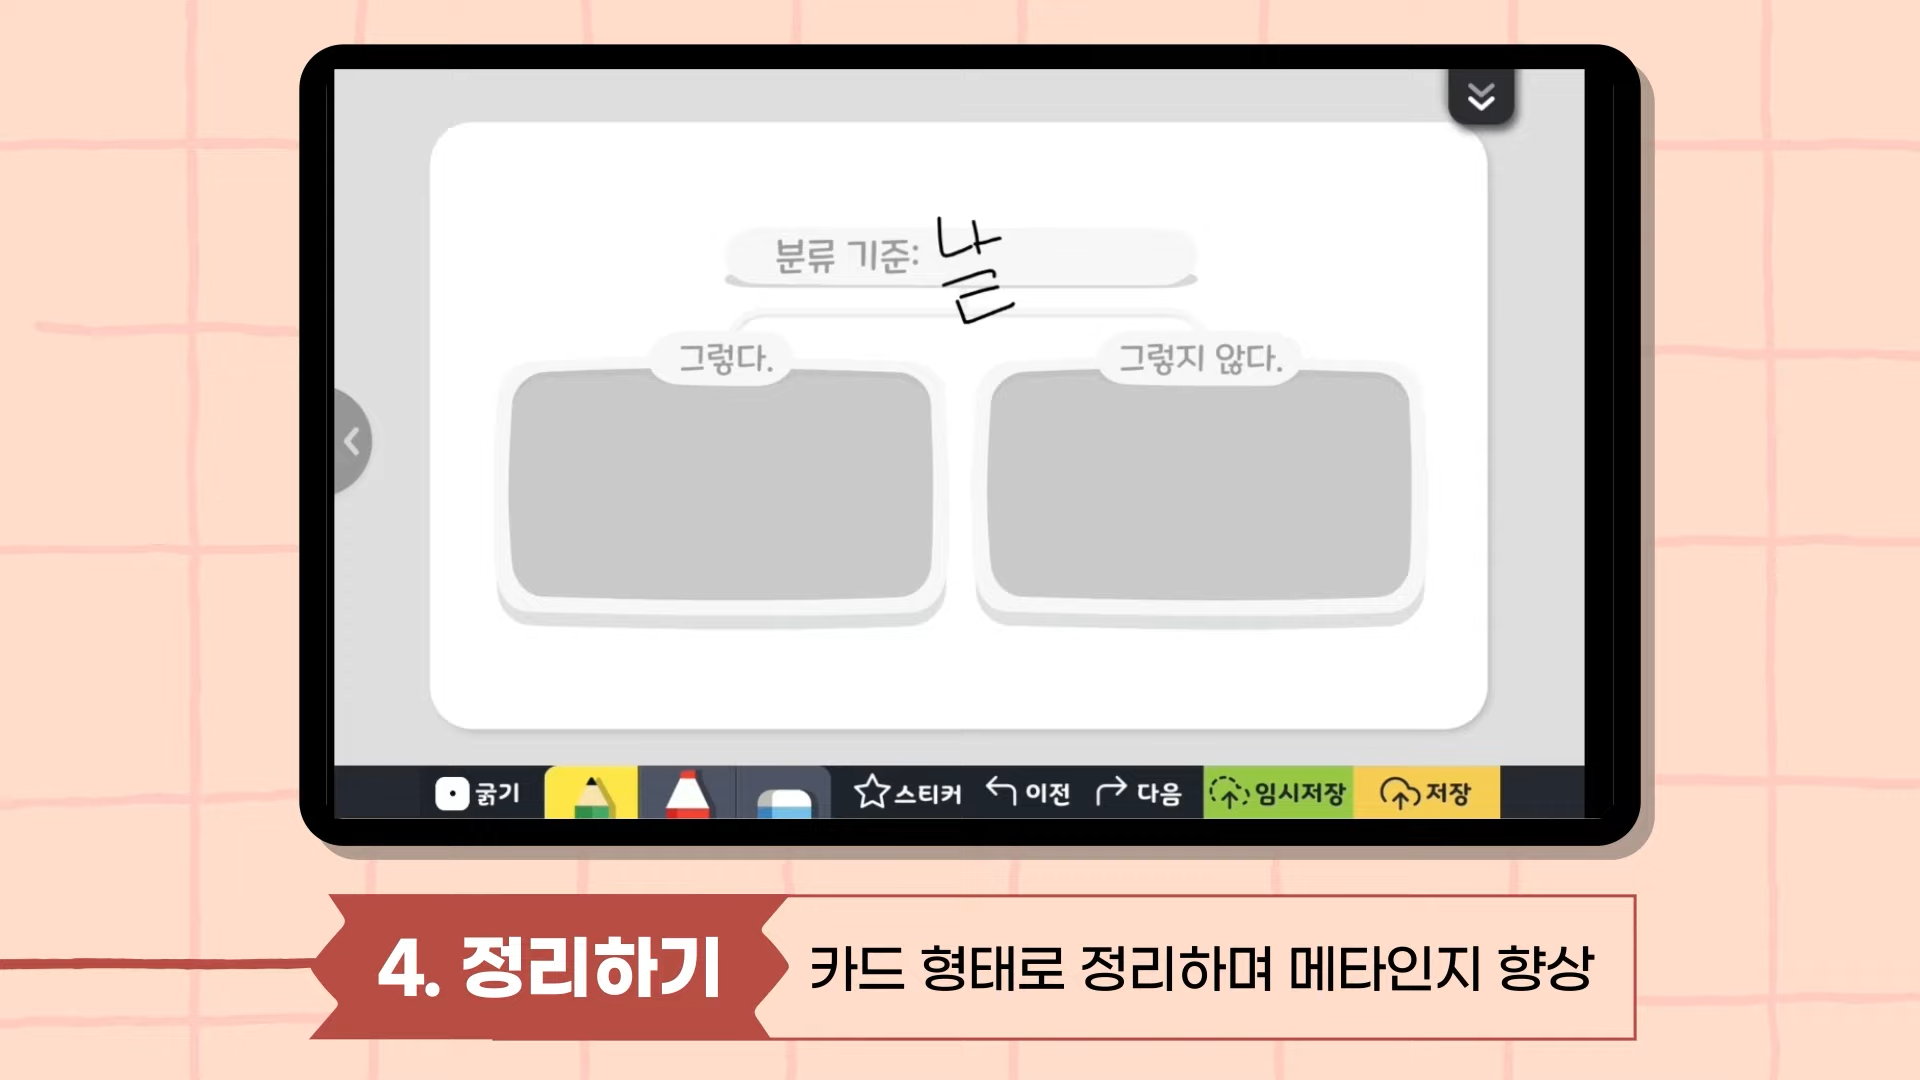 분류 기준: 날
그렇다.
그렇지 않다.
굵기 스티커 이전 다음 임시저장 저장
4. 정리하기 카드 형태로 정리하며 메타인지 향상